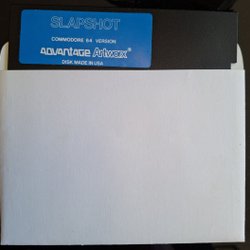 SLAPSHOT
COMMODORE 64 VERSION
ADVANTAGE Artworx®
DISK MADE IN USA